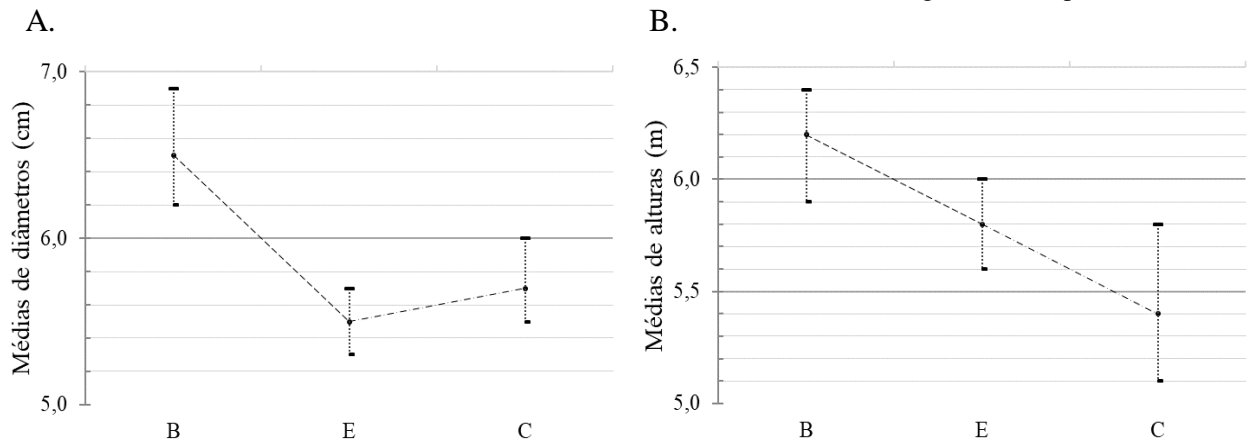 A.
Médias de diâmetros (cm)
7,0
6,0
5,0
B E C
B.
Médias de alturas (m)
6,5
6,0
5,5
5,0
B E C